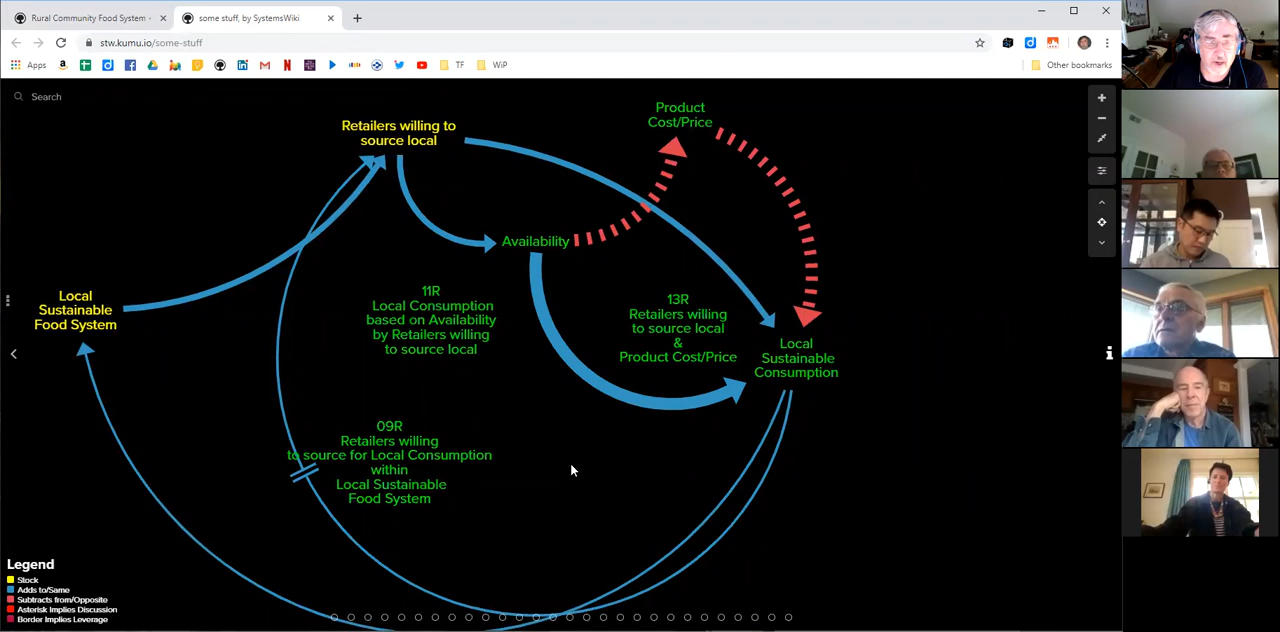 Rural Community Food System -
some stuff, by SystemsWiki
stw.kumu.io/some-stuff
Apps
TF
WiP
Other bookmarks
Search
Retailers willing to
source local
Product
Cost/Price
Availability
Local
Sustainable
Food System
11R
Local Consumption
based on Availability
by Retailers willing
to source local
13R
Retailers willing
to source local
&
Product Cost/Price
Local
Sustainable
Consumption
09R
Retailers willing
to source for Local Consumption
within
Local Sustainable
Food System
Legend
Stock
Adds to/Same
Subtracts from/Opposite
Asterisk Implies Discussion
Border Implies Leverage